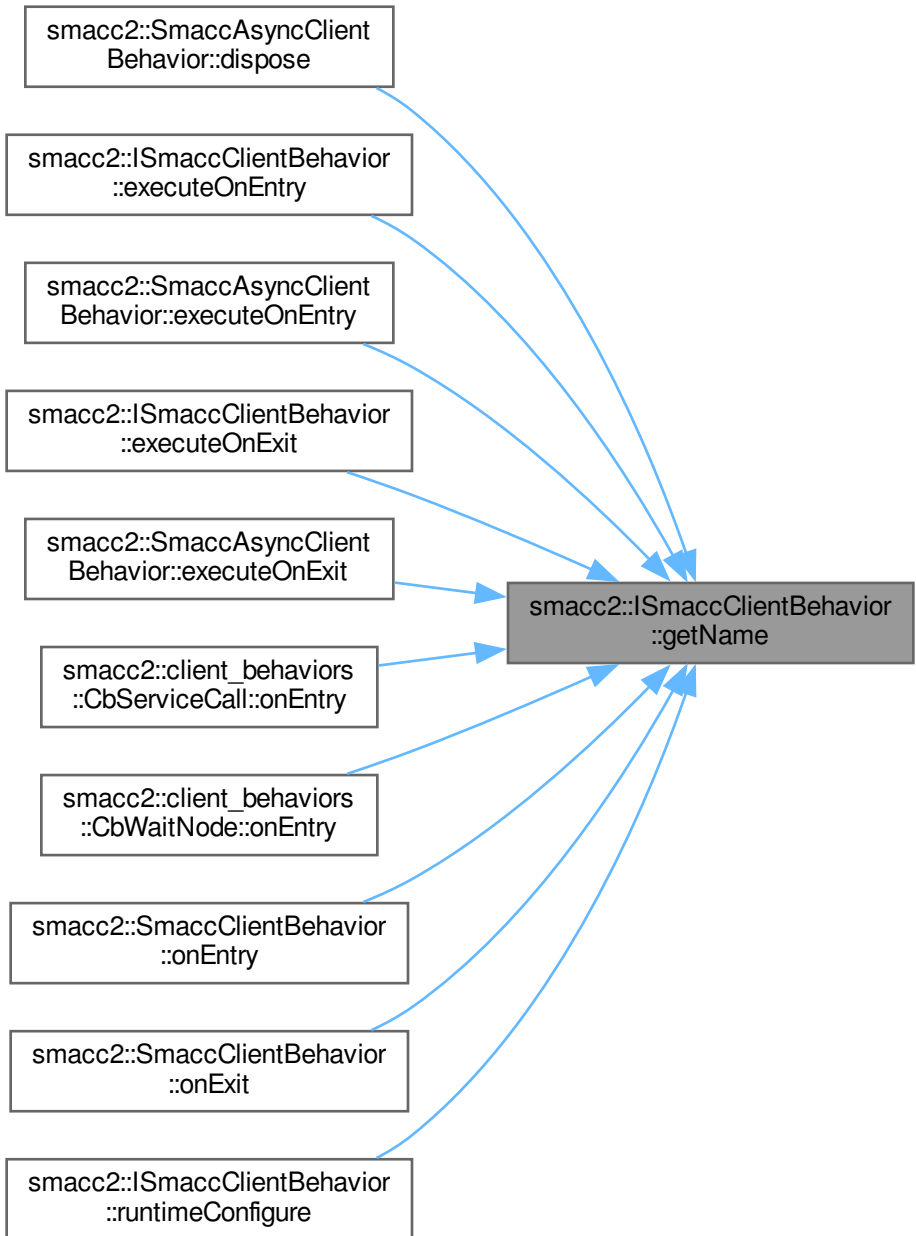 smacc2::SmaccAsyncClient
Behavior::dispose
smacc2::ISmaccClientBehavior
::executeOnEntry
smacc2::SmaccAsyncClient
Behavior::executeOnEntry
smacc2::ISmaccClientBehavior
::executeOnExit
smacc2::SmaccAsyncClient
Behavior::executeOnExit
smacc2::ISmaccClientBehavior
::getName
smacc2::client_behaviors
::CbServiceCall::onEntry
smacc2::client_behaviors
::CbWaitNode::onEntry
smacc2::SmaccClientBehavior
::onEntry
smacc2::SmaccClientBehavior
::onExit
smacc2::ISmaccClientBehavior
::runtimeConfigure